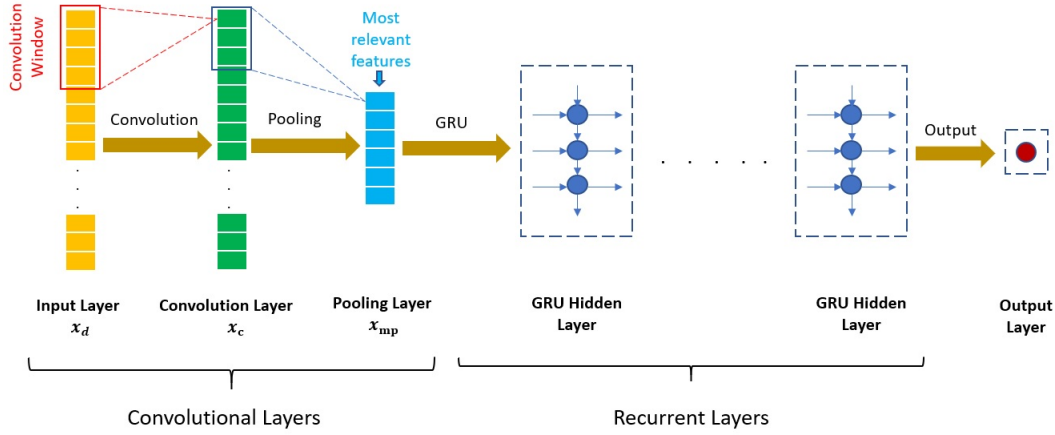 Convolution
Window
Most
relevant
features
Convolution
Pooling
GRU
Output
. . .
. . . . .
Input Layer
x_d
Convolution Layer
x_c
Pooling Layer
x_mp
GRU Hidden
Layer
GRU Hidden
Layer
Output
Layer
Convolutional Layers
Recurrent Layers